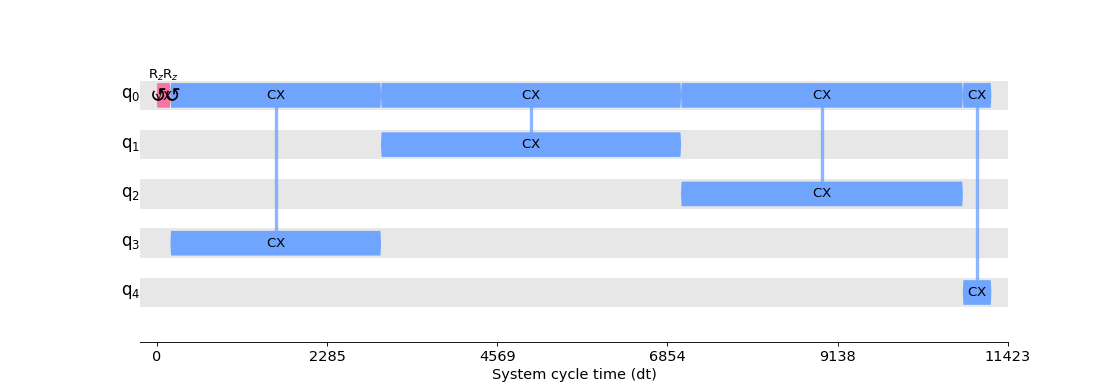 RzRz
q0 CX CX CX CX
q1 CX
q2 CX
q3 CX
q4 CX
0 2285 4569 6854 9138 11423
System cycle time (dt)